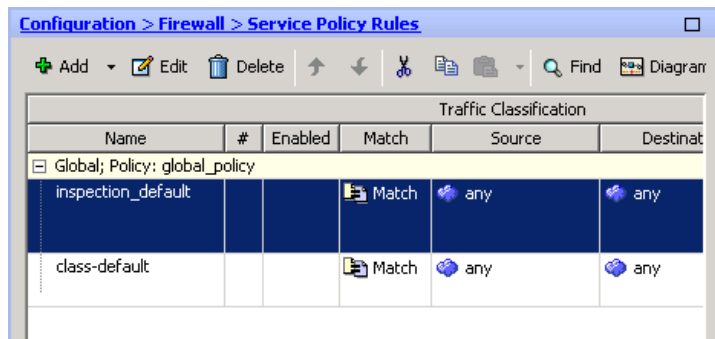 Configuration > Firewall > Service Policy Rules
Add Edit Delete Find Diagram
Traffic Classification
Name # Enabled Match Source Destinat
Global; Policy: global_policy
inspection_default Match any any
class-default Match any any